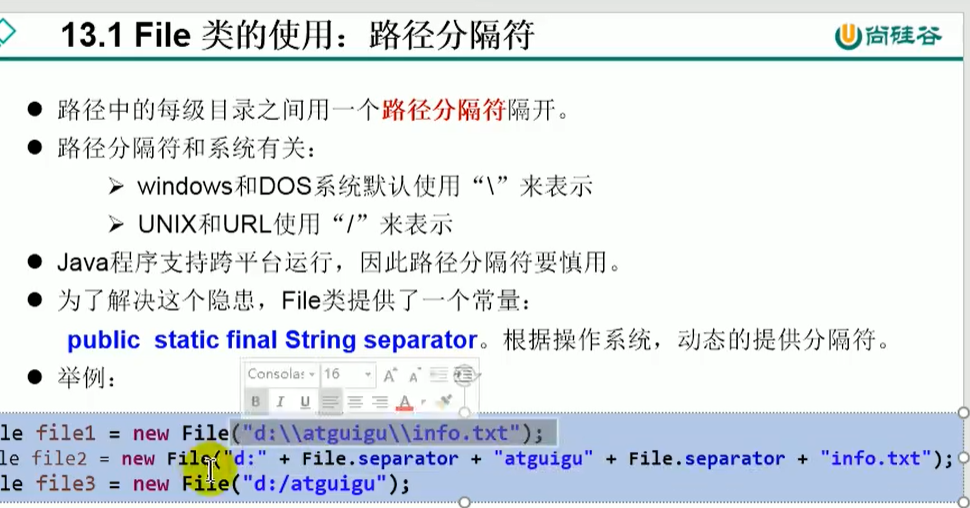 13.1 File 类的使用：路径分隔符
尚硅谷
● 路径中的每级目录之间用一个路径分隔符隔开。
● 路径分隔符和系统有关：
➢ windows和DOS系统默认使用“\”来表示
➢ UNIX和URL使用“/”来表示
● Java程序支持跨平台运行，因此路径分隔符要慎用。
● 为了解决这个隐患，File类提供了一个常量：
public static final String separator。根据操作系统，动态的提供分隔符。
● 举例：
Consolas 16 A A
B I U A
le file1 = new File("d:\\atguigu\\info.txt");
le file2 = new File("d:" + File.separator + "atguigu" + File.separator + "info.txt");
le file3 = new File("d:/atguigu");